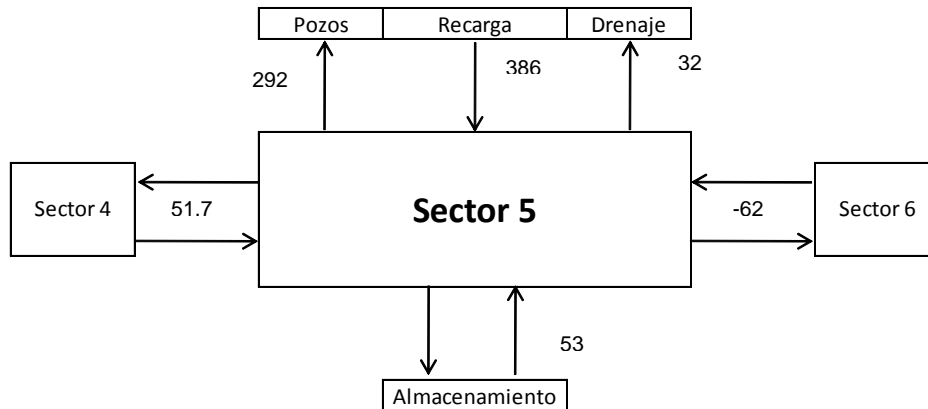 Pozos Recarga Drenaje
292 386 32
Sector 4 51.7 Sector 5 -62 Sector 6
53
Almacenamiento